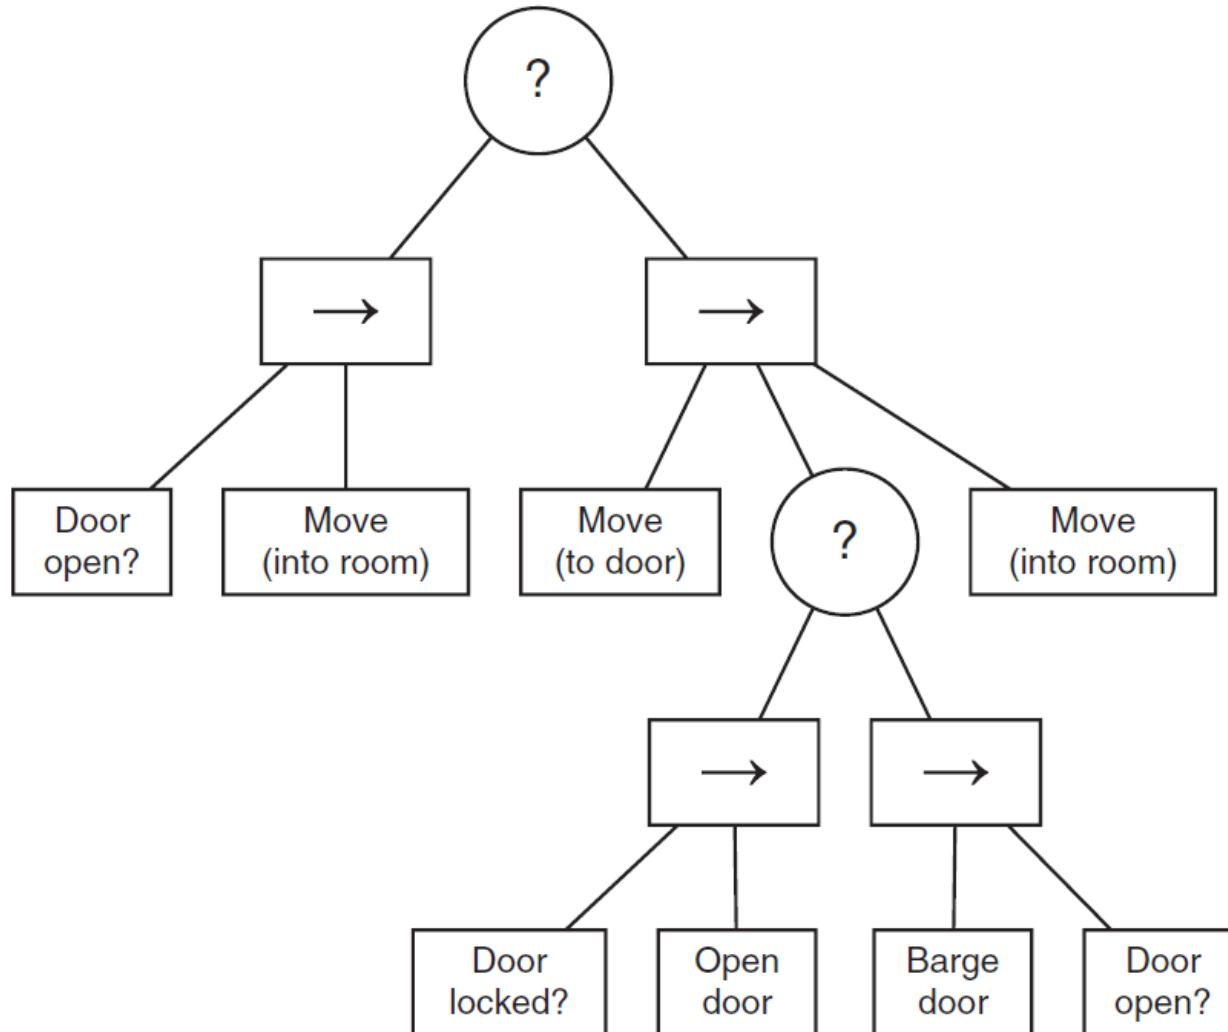 ?
→
→
Door
open?
Move
(into room)
Move
(to door)
?
Move
(into room)
→
→
Door
locked?
Open
door
Barge
door
Door
open?